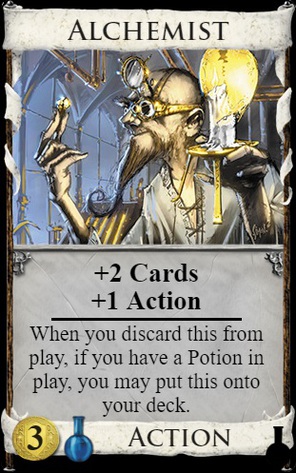 ALCHEMIST
+2 Cards
+1 Action
When you discard this from
play, if you have a Potion in
play, you may put this onto
your deck.
3 ACTION